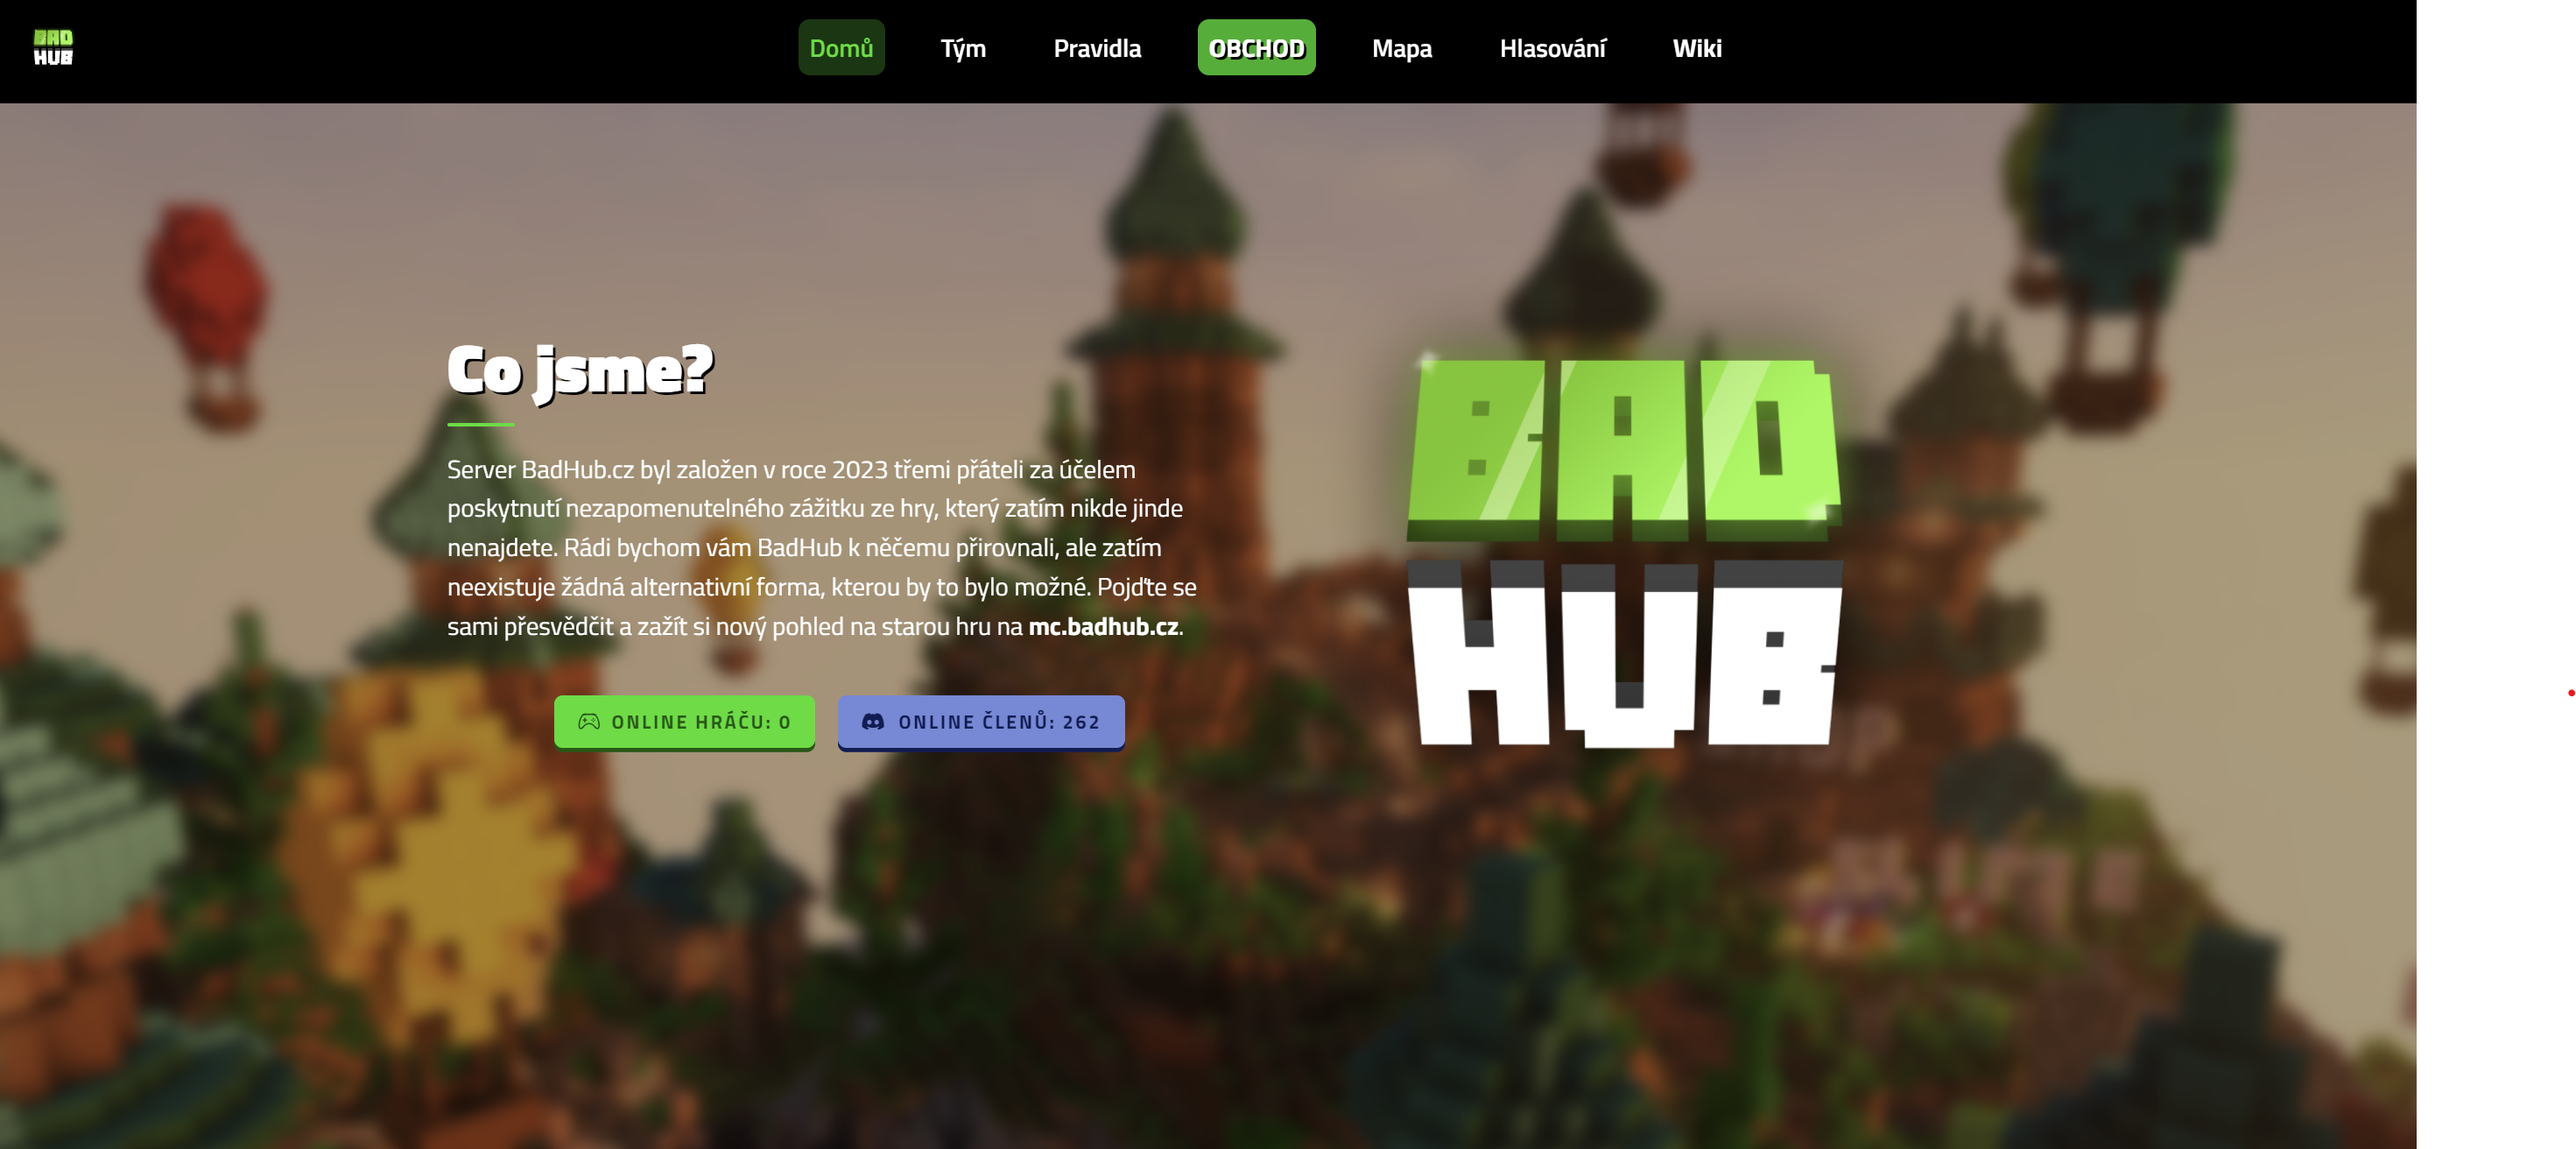 BAD
HUB
Domů
Tým
Pravidla
OBCHOD
Mapa
Hlasování
Wiki
Co jsme?
Server BadHub.cz byl založen v roce 2023 třemi přáteli za účelem
poskytnutí nezapomenutelného zážitku ze hry, který zatím nikde jinde
nenajdete. Rádi bychom vám BadHub k něčemu přirovnali, ale zatím
neexistuje žádná alternativní forma, kterou by to bylo možné. Pojďte se
sami přesvědčit a zažít si nový pohled na starou hru na mc.badhub.cz.
ONLINE HRÁČU: 0
ONLINE ČLENŮ: 262
BAD
HUB